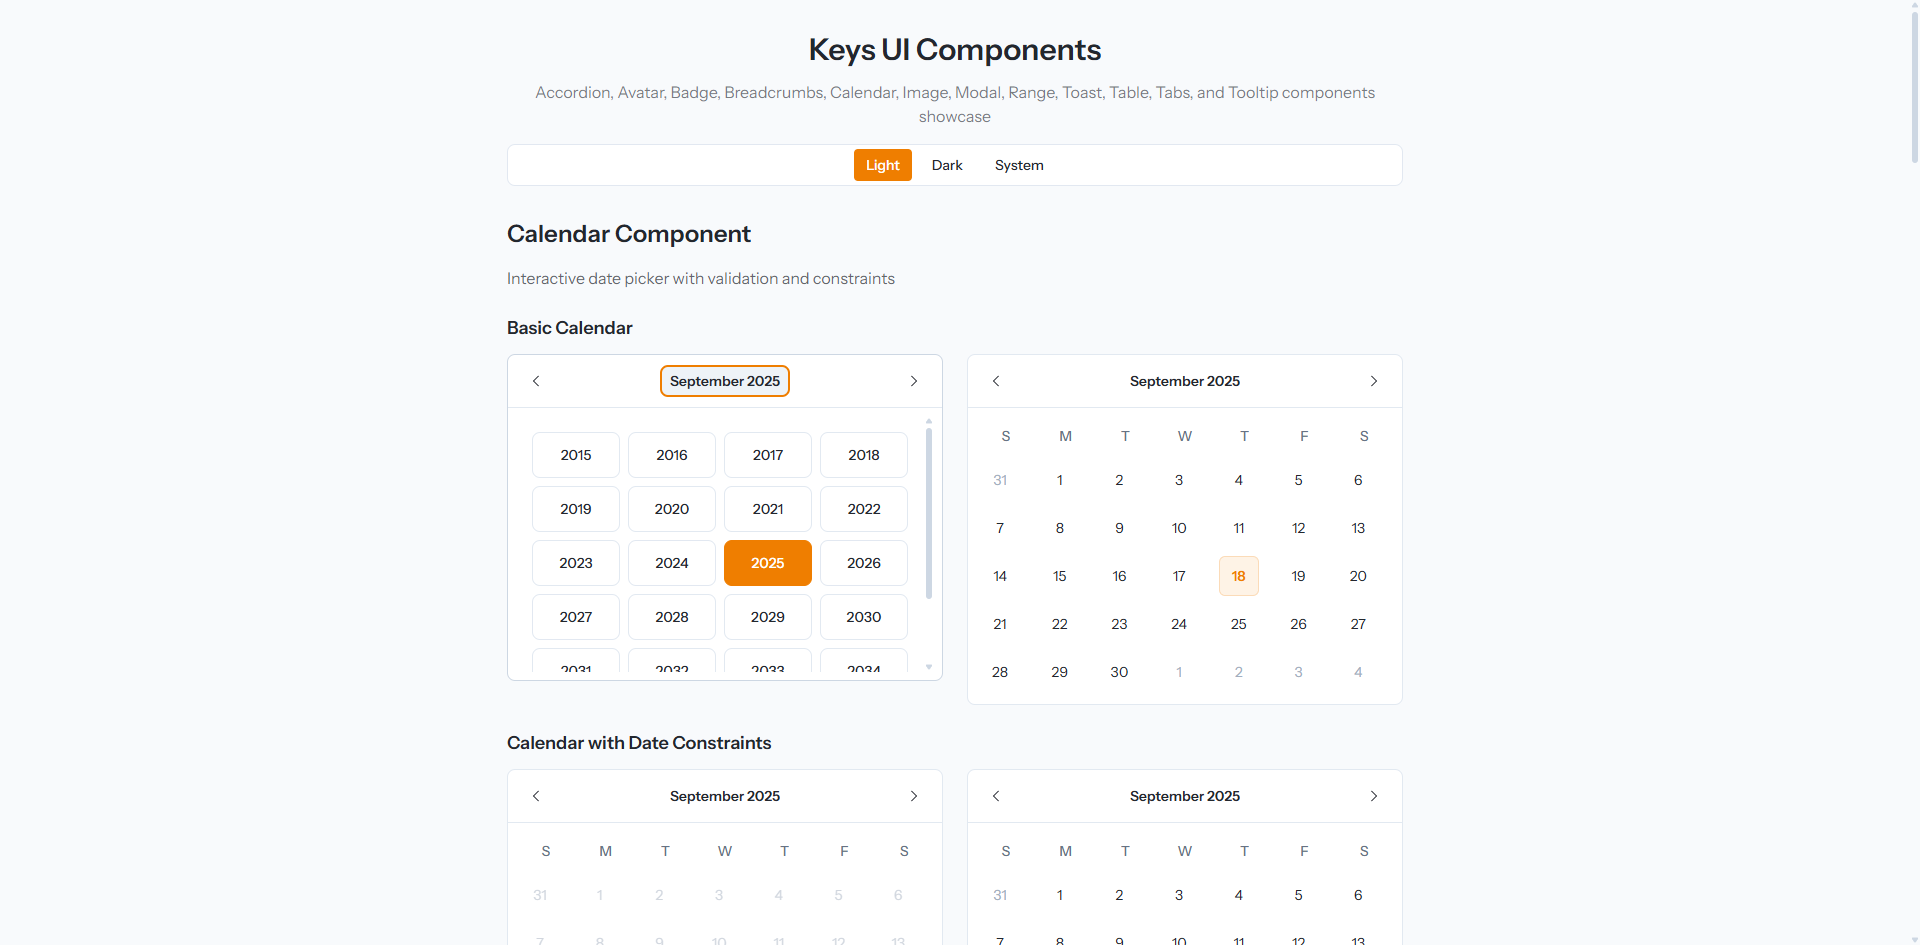 Keys UI Components
Accordion, Avatar, Badge, Breadcrumbs, Calendar, Image, Modal, Range, Toast, Table, Tabs, and Tooltip components
showcase
Light Dark System
Calendar Component
Interactive date picker with validation and constraints
Basic Calendar
September 2025
2015 2016 2017 2018
2019 2020 2021 2022
2023 2024 2025 2026
2027 2028 2029 2030
2031 2032 2033 2034
September 2025
S M T W T F S
31 1 2 3 4 5 6
7 8 9 10 11 12 13
14 15 16 17 18 19 20
21 22 23 24 25 26 27
28 29 30 1 2 3 4
Calendar with Date Constraints
September 2025
S M T W T F S
31 1 2 3 4 5 6
7 8 9 10 11 12 13
September 2025
S M T W T F S
31 1 2 3 4 5 6
7 8 9 10 11 12 13